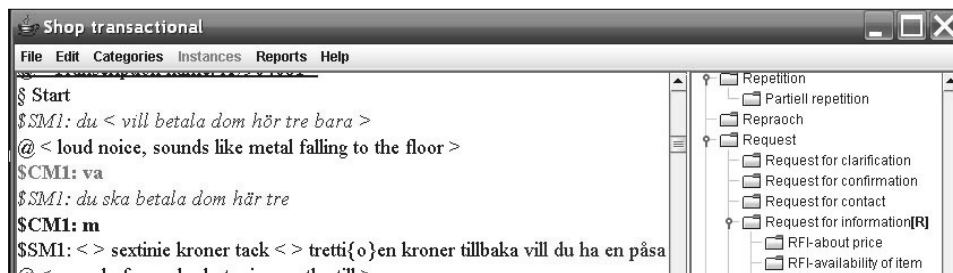 Shop transactional
File Edit Categories Instances Reports Help
§ Start
$SM1: du < vill betala dom hör tre bara >
@ < loud noice, sounds like metal falling to the floor >
$CM1: va
$SM1: du ska betala dom här tre
$CM1: m
$SM1: < > sextinie kroner tack < > tretti{o}en kroner tillbaka vill du ha en påsa
Repetition
Partiell repetition
Repraoch
Request
Request for clarification
Request for confirmation
Request for contact
Request for information[R]
RFI-about price
RFI-availability of item